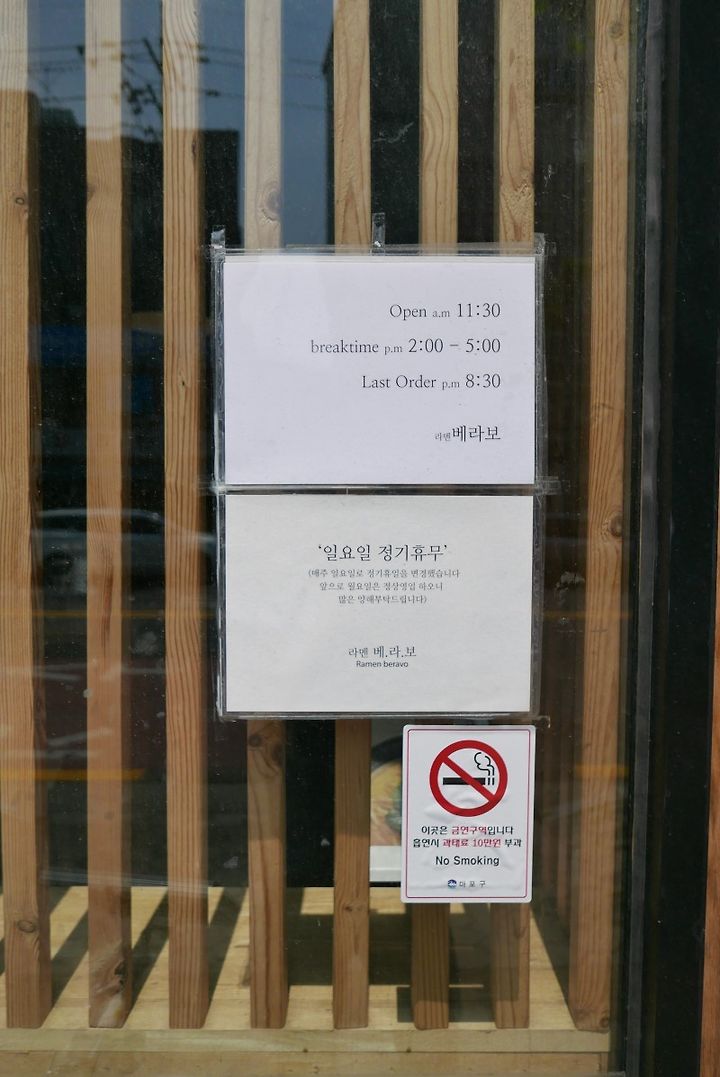 Open a.m 11:30
breaktime p.m 2:00 - 5:00
Last Order p.m 8:30
라멘베라보
'일요일 정기휴무'
(매주 일요일로 정기휴일을 변경했습니다
앞으로 월요일은 정상영업 하오니
많은 양해부탁드립니다)
라멘 베.라.보
Ramen beravo
이곳은 금연구역입니다
흡연시 과태료 10만원 부과
No Smoking
마포구